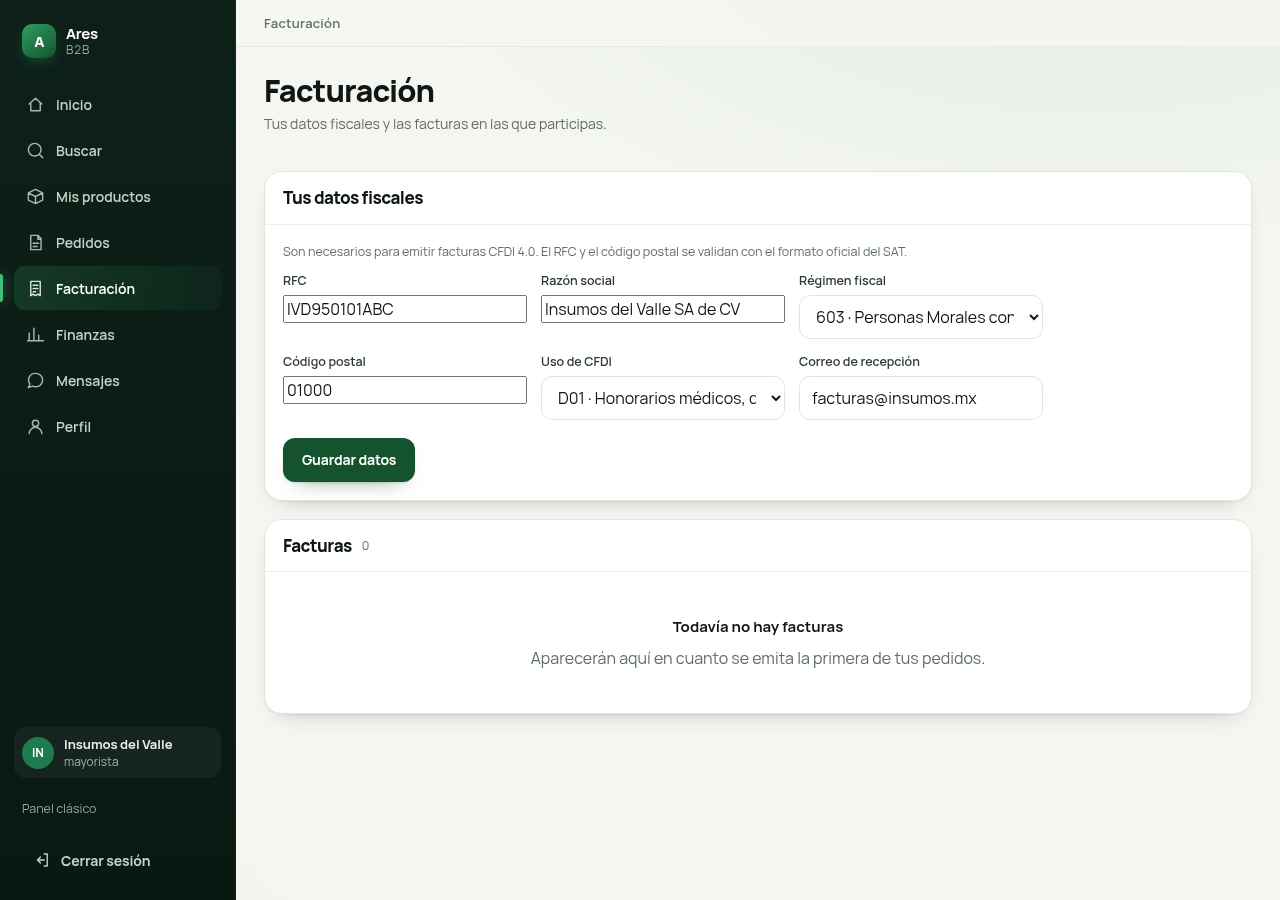 A
Ares
B2B
Inicio
Buscar
Mis productos
Pedidos
Facturación
Finanzas
Mensajes
Perfil
IN
Insumos del Valle
mayorista
Panel clásico
Cerrar sesión
Facturación
Facturación
Tus datos fiscales y las facturas en las que participas.
Tus datos fiscales
Son necesarios para emitir facturas CFDI 4.0. El RFC y el código postal se validan con el formato oficial del SAT.
RFC Razón social Régimen fiscal
IVD950101ABC Insumos del Valle SA de CV 603 · Personas Morales con
Código postal Uso de CFDI Correo de recepción
01000 D01 · Honorarios médicos, facturas@insumos.mx
Guardar datos
Facturas 0
Todavía no hay facturas
Aparecerán aquí en cuanto se emita la primera de tus pedidos.